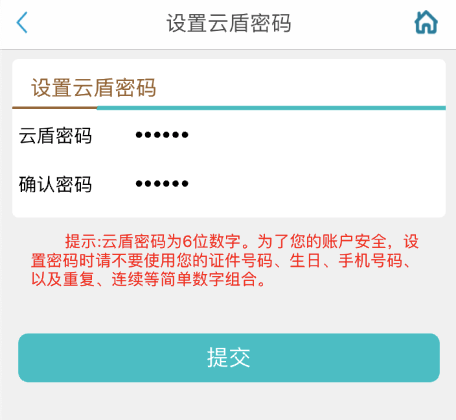 设置云盾密码
设置云盾密码
云盾密码 ••••••
确认密码 ••••••
提示:云盾密码为6位数字。为了您的账户安全，设
置密码时请不要使用您的证件号码、生日、手机号码、
以及重复、连续等简单数字组合。
提交